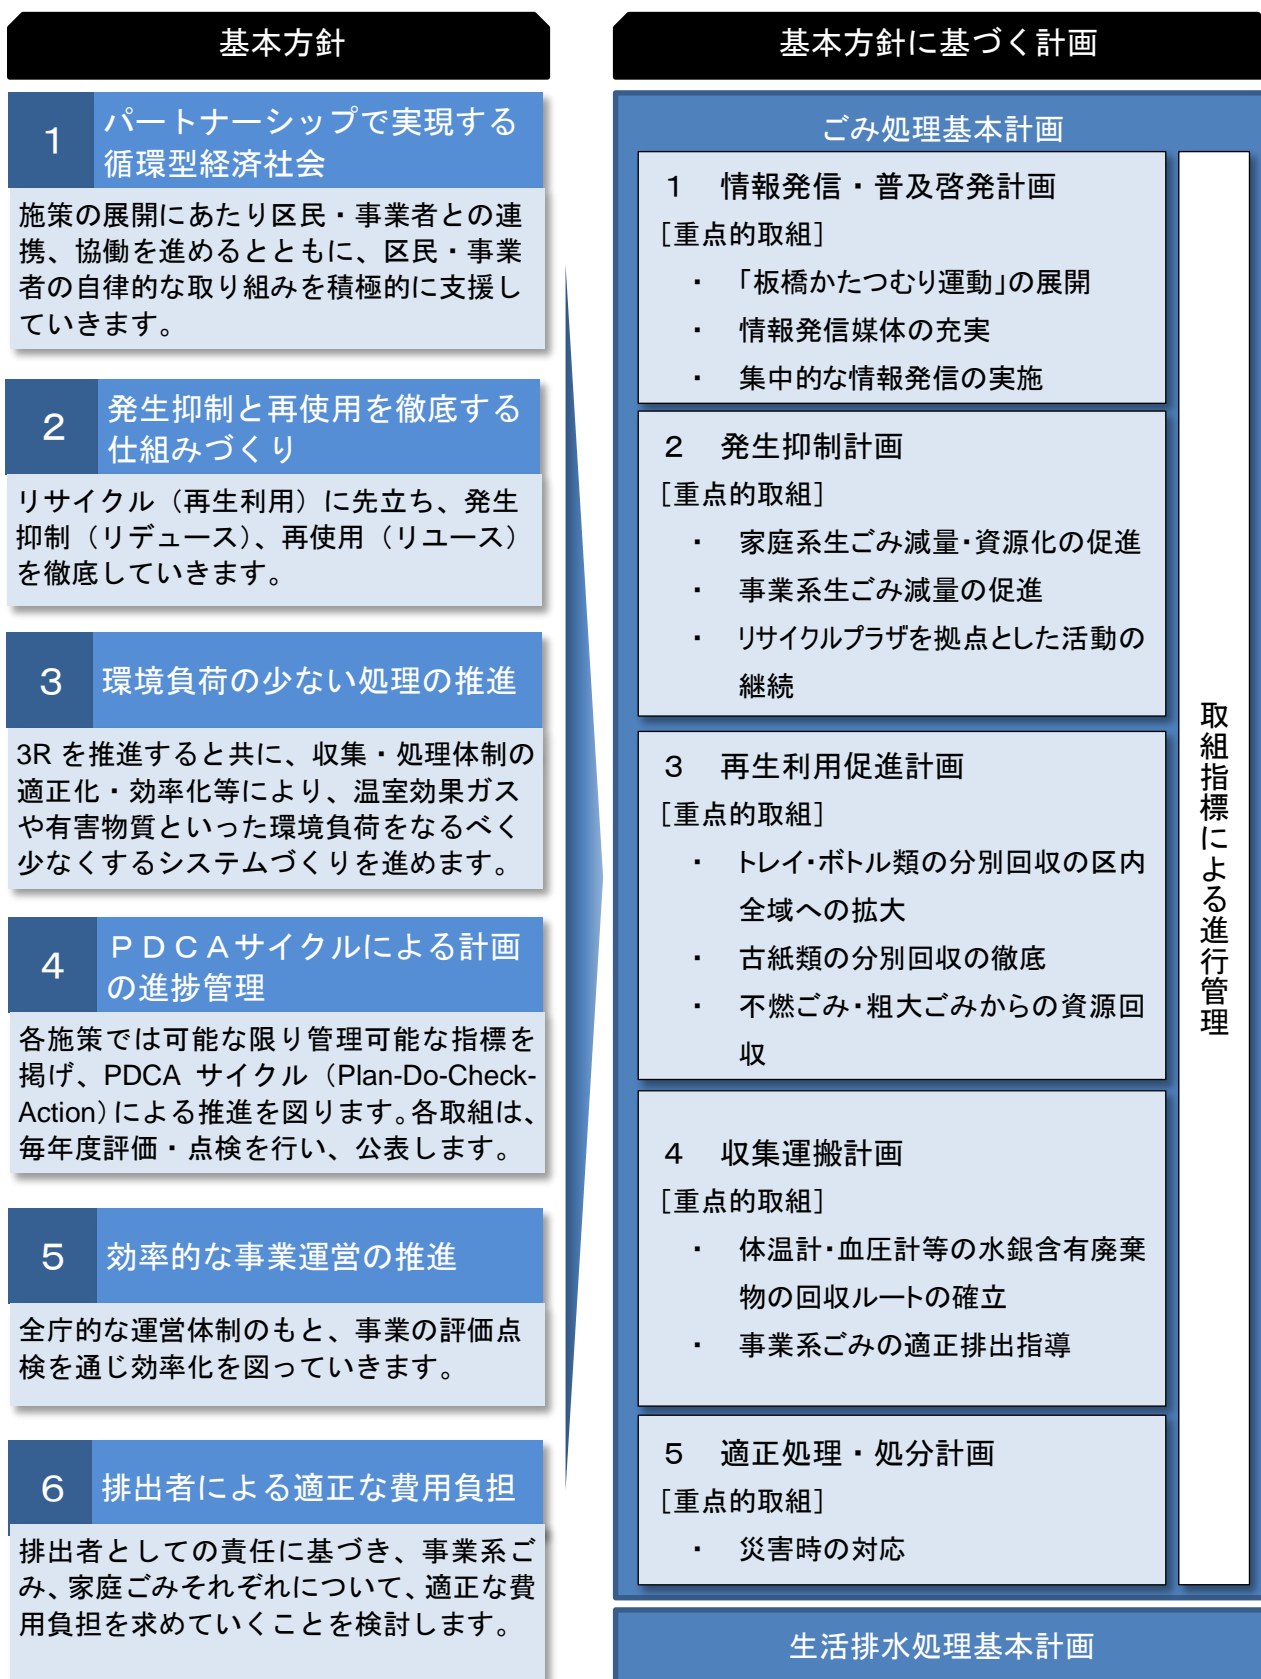 基本方針
1
パートナーシップで実現する
循環型経済社会
施策の展開にあたり区民・事業者との連
携、協働を進めるとともに、区民・事業
者の自律的な取り組みを積極的に支援し
ていきます。
2
発生抑制と再使用を徹底する
仕組みづくり
リサイクル（再生利用）に先立ち、発生
抑制（リデュース）、再使用（リユース）
を徹底していきます。
3
環境負荷の少ない処理の推進
3R を推進すると共に、収集・処理体制の
適正化・効率化等により、温室効果ガス
や有害物質といった環境負荷をなるべく
少なくするシステムづくりを進めます。
4
ＰＤＣＡサイクルによる計画
の進捗管理
各施策では可能な限り管理可能な指標を
掲げ、PDCA サイクル（Plan-Do-Check-
Action）による推進を図ります。各取組は、
毎年度評価・点検を行い、公表します。
5
効率的な事業運営の推進
全庁的な運営体制のもと、事業の評価点
検を通じ効率化を図っていきます。
6
排出者による適正な費用負担
排出者としての責任に基づき、事業系ご
み、家庭ごみそれぞれについて、適正な費
用負担を求めていくことを検討します。
基本方針に基づく計画
ごみ処理基本計画
１　情報発信・普及啓発計画
［重点的取組］
・　「板橋かたつむり運動」の展開
・　情報発信媒体の充実
・　集中的な情報発信の実施
２　発生抑制計画
［重点的取組］
・　家庭系生ごみ減量・資源化の促進
・　事業系生ごみ減量の促進
・　リサイクルプラザを拠点とした活動の
継続
３　再生利用促進計画
［重点的取組］
・　トレイ・ボトル類の分別回収の区内
全域への拡大
・　古紙類の分別回収の徹底
・　不燃ごみ・粗大ごみからの資源回
収
４　収集運搬計画
［重点的取組］
・　体温計・血圧計等の水銀含有廃棄
物の回収ルートの確立
・　事業系ごみの適正排出指導
５　適正処理・処分計画
［重点的取組］
・　災害時の対応
取組指標による進行管理
生活排水処理基本計画